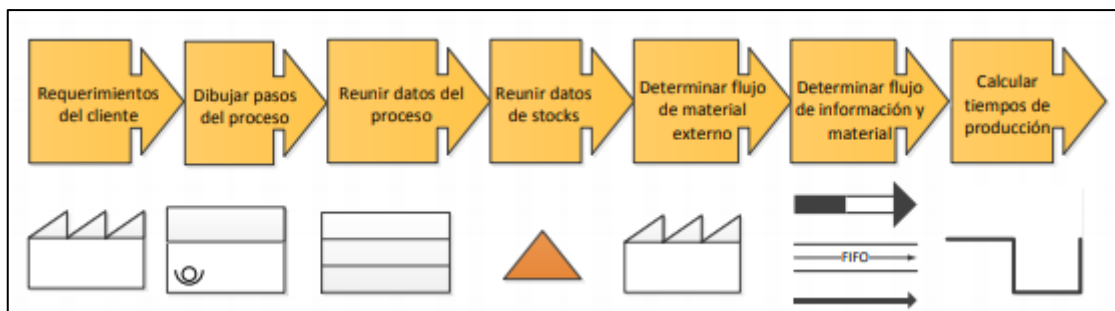 Requerimientos
del cliente
Dibujar pasos
del proceso
Reunir datos del
proceso
Reunir datos
de stocks
Determinar flujo
de material
externo
Determinar flujo
de información y
material
Calcular
tiempos de
producción
FIFO